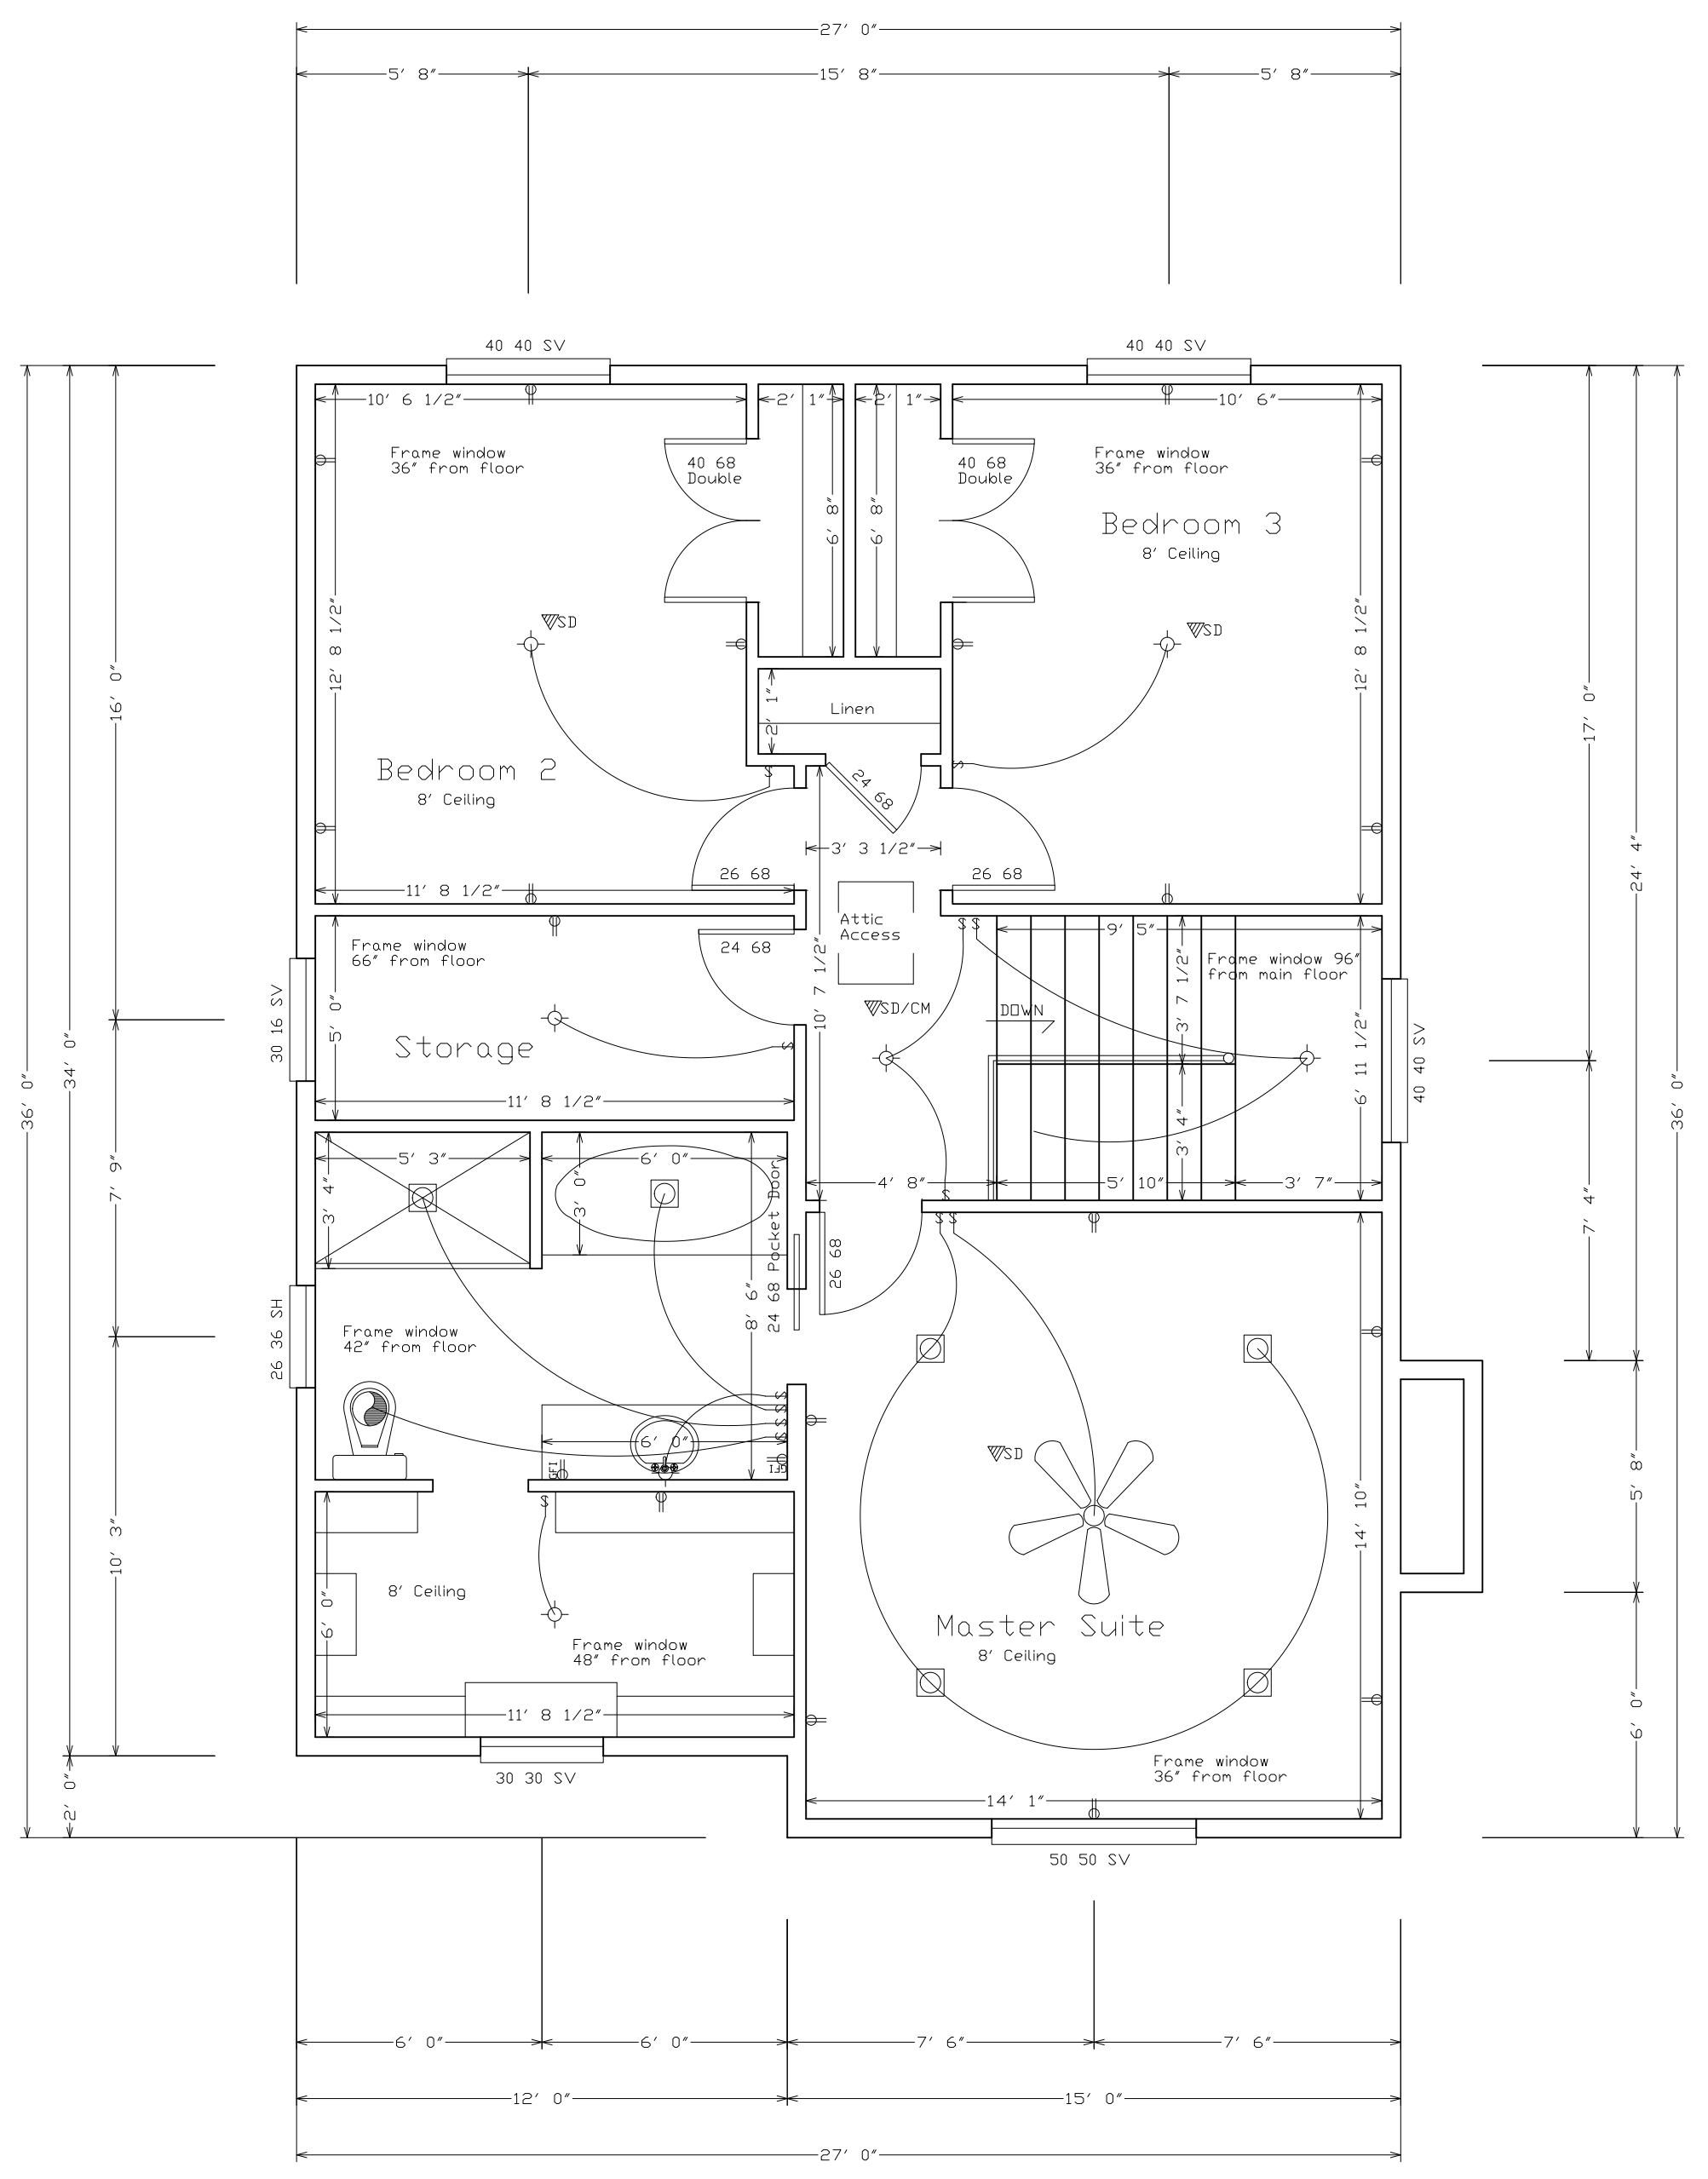 27' 0"
5' 8"
15' 8"
5' 8"
40 40 SV
40 40 SV
10' 6 1/2"
2' 1"
2' 1"
10' 6"
Frame window
36" from floor
40 68
Double
40 68
Double
Frame window
36" from floor
6' 8"
6' 8"
Bedroom 3
8' Ceiling
SD
SD
12' 8 1/2"
12' 8 1/2"
16' 0"
17' 0"
2' 1"
Linen
Bedroom 2
8' Ceiling
S
S
24 68
3' 3 1/2"
24' 4"
26 68
26 68
11' 8 1/2"
Attic
Access
S S
9' 5"
Frame window
66" from floor
24 68
Frame window 96"
from main floor
10' 7 1/2"
3' 7 1/2"
SD/CM
DOWN
30 16 SV
5' 0"
Storage
S
6' 11 1/2"
40 40 SV
36' 0"
34' 0"
36' 0"
11' 8 1/2"
3' 4"
5' 3"
6' 0"
4' 8"
5' 10"
3' 7"
7' 9"
3' 4"
3' 0"
24 68 Pocket Door
S
S S
7' 4"
26 68
8' 6"
26 36 SH
Frame window
42" from floor
S
S
S
S
6' 0"
GFI
GFI
SD
S
5' 8"
14' 10"
10' 3"
8' Ceiling
6' 0"
Master Suite
8' Ceiling
Frame window
48" from floor
11' 8 1/2"
6' 0"
Frame window
36" from floor
30 30 SV
2' 0"
14' 1"
50 50 SV
6' 0"
6' 0"
7' 6"
7' 6"
12' 0"
15' 0"
27' 0"